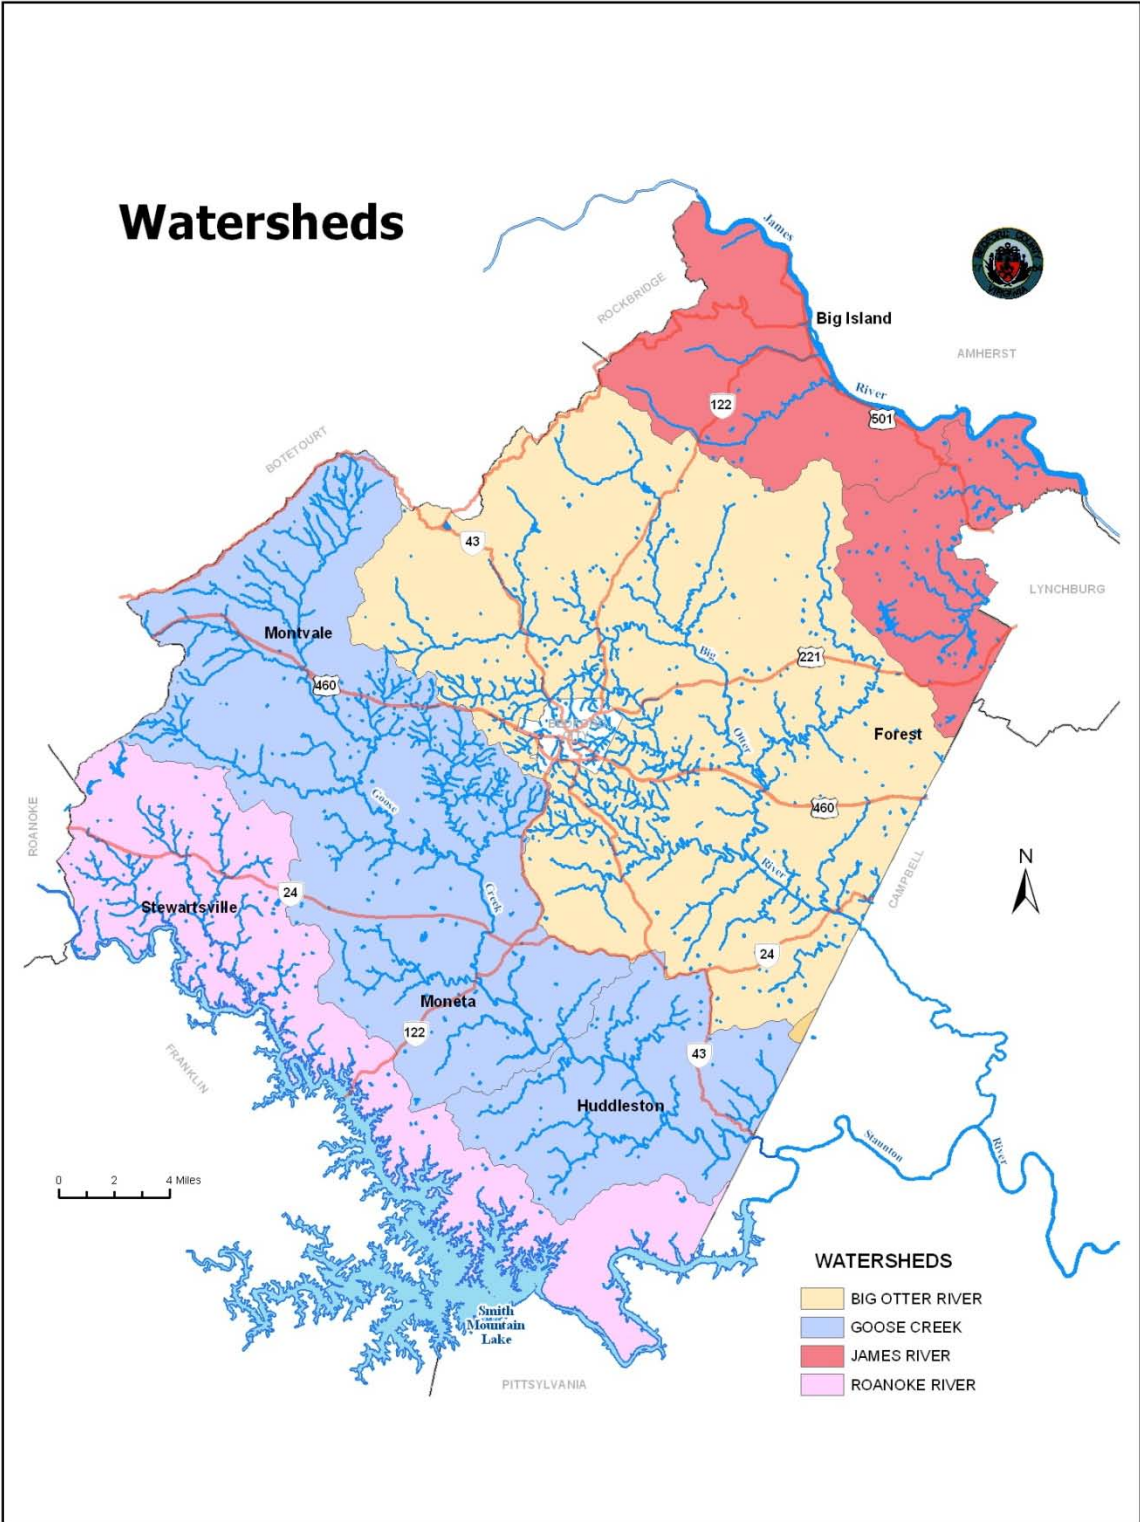 Watersheds
James
ROCKBRIDGE
Big Island
AMHERST
River
122
501
BOTETOURT
43
LYNCHBURG
Montvale
Big
221
460
Forest
Otter
Goose
460
ROANOKE
River
CAMPBELL
N
24
Creek
Stewartsville
24
Moneta
122
43
FRANKLIN
Huddleston
Staunton
River
0 2 4 Miles
WATERSHEDS
BIG OTTER RIVER
GOOSE CREEK
JAMES RIVER
ROANOKE RIVER
Smith
Mountain
Lake
PITTSYLVANIA